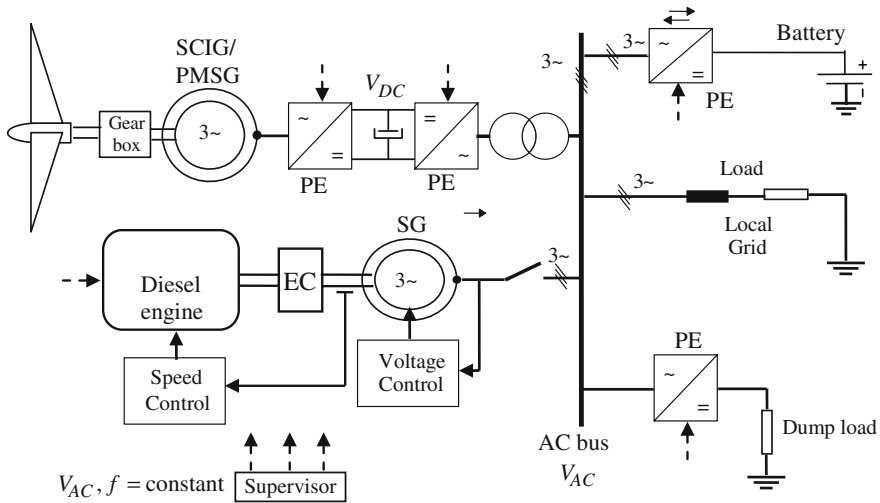 SCIG/
PMSG
Gear
box
3~
~
=
PE
V_DC
=
~
PE
3~
3~
~
=
PE
Battery
+
3~
Load
Local
Grid
Diesel
engine
EC
SG
3~
3~
Speed
Control
Voltage
Control
PE
~
=
Dump load
AC bus
V_AC
V_AC, f = constant
Supervisor